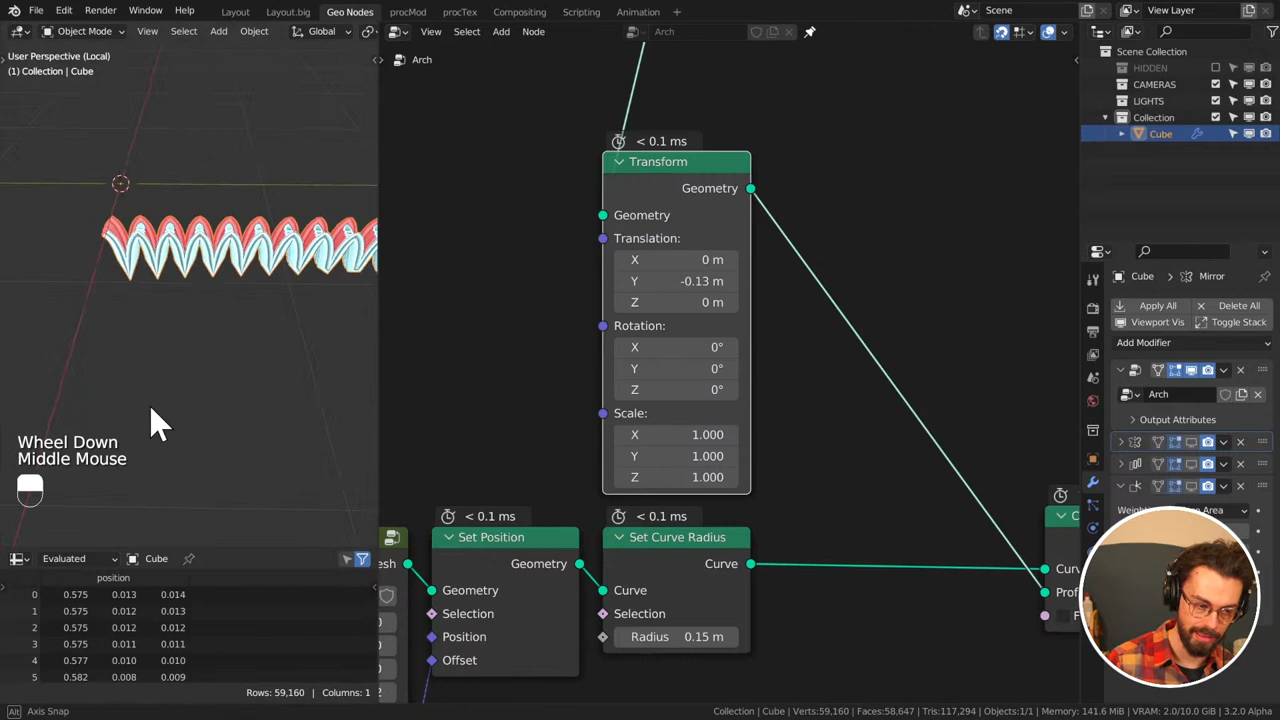 File Edit Render Window Help Layout Layout.big Geo Nodes procMod procTex Compositing Scripting Animation + Scene View Layer
Object Mode View Select Add Object Global View Select Add Node Arch
User Perspective (Local)
(1) Collection | Cube
Arch
Scene Collection
HIDDEN
CAMERAS
LIGHTS
Collection
Cube
< 0.1 ms
Transform
Geometry
Geometry
Translation:
X 0 m
Y -0.13 m
Z 0 m
Rotation:
X 0°
Y 0°
Z 0°
Scale:
X 1.000
Y 1.000
Z 1.000
Cube Mirror
Apply All Delete All
Viewport Vis Toggle Stack
Add Modifier
Arch
Output Attributes
Area
Wheel Down
Middle Mouse
< 0.1 ms
Set Position
Geometry
Geometry
Selection
Position
Offset
< 0.1 ms
Set Curve Radius
Curve
Curve
Selection
Radius 0.15 m
esh
Evaluated Cube
position
0 0.575 0.013 0.014
1 0.575 0.012 0.013
2 0.575 0.012 0.012
3 0.575 0.011 0.011
4 0.577 0.010 0.010
5 0.582 0.008 0.009
Rows: 59,160 | Columns: 1
Alt Axis Snap
Collection | Cube | Verts:59,160 | Faces:58,647 | Tris:117,294 | Objects:1/1 | Memory: 141.6 MiB | VRAM: 2.0/10.0 GiB | 3.2.0 Alpha